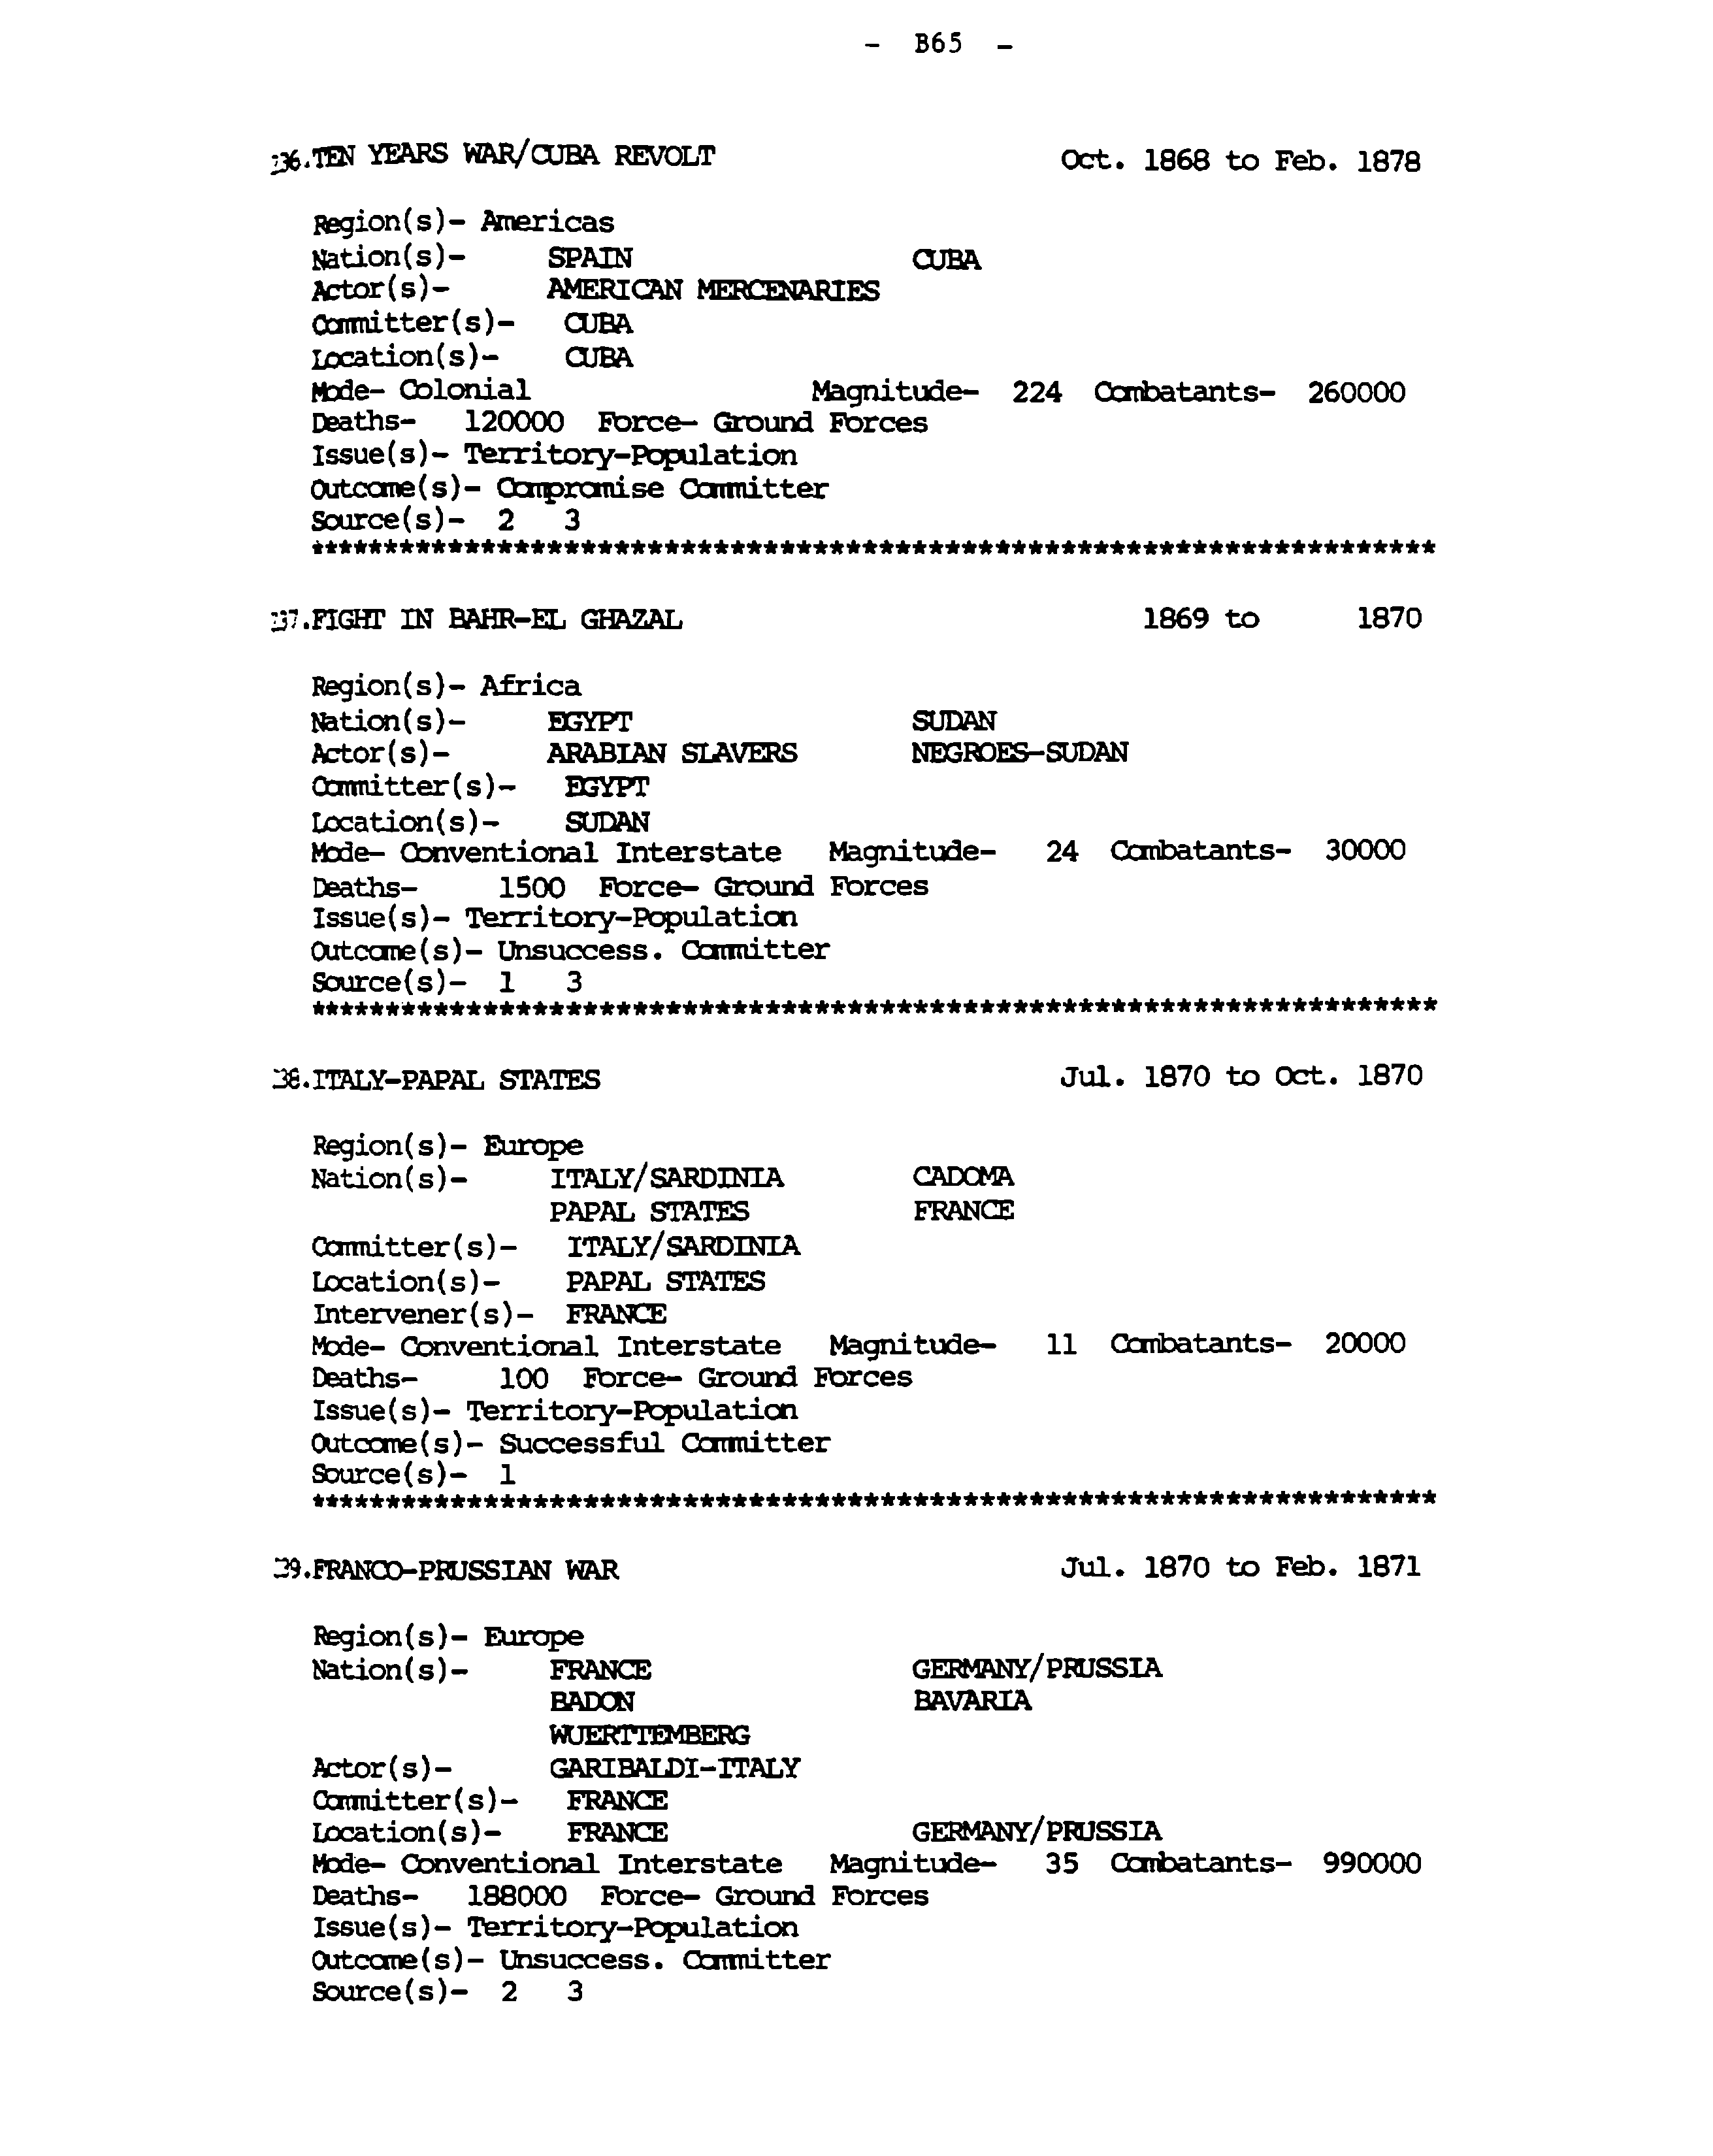 - B65 -
36.TEN YEARS WAR/CUBA REVOLT Oct. 1868 to Feb. 1878
Region(s)- Americas
Nation(s)- SPAIN CUBA
Actor(s)- AMERICAN MERCENARIES
Committer(s)- CUBA
Location(s)- CUBA
Mode- Colonial Magnitude- 224 Combatants- 260000
Deaths- 120000 Force- Ground Forces
Issue(s)- Territory-Population
Outcome(s)- Compromise Committer
Source(s)- 2 3
********************************************************************
37.FIGHT IN BAHR-EL GHAZAL 1869 to 1870
Region(s)- Africa
Nation(s)- EGYPT SUDAN
Actor(s)- ARABIAN SLAVERS NEGROES-SUDAN
Committer(s)- EGYPT
Location(s)- SUDAN
Mode- Conventional Interstate Magnitude- 24 Combatants- 30000
Deaths- 1500 Force- Ground Forces
Issue(s)- Territory-Population
Outcome(s)- Unsuccess. Committer
Source(s)- 1 3
********************************************************************
38.ITALY-PAPAL STATES Jul. 1870 to Oct. 1870
Region(s)- Europe
Nation(s)- ITALY/SARDINIA CADOMA
PAPAL STATES FRANCE
Committer(s)- ITALY/SARDINIA
Location(s)- PAPAL STATES
Intervener(s)- FRANCE
Mode- Conventional Interstate Magnitude- 11 Combatants- 20000
Deaths- 100 Force- Ground Forces
Issue(s)- Territory-Population
Outcome(s)- Successful Committer
Source(s)- 1
********************************************************************
39.FRANCO-PRUSSIAN WAR Jul. 1870 to Feb. 1871
Region(s)- Europe
Nation(s)- FRANCE GERMANY/PRUSSIA
BADON BAVARIA
WUERTTEMBERG
Actor(s)- GARIBALDI-ITALY
Committer(s)- FRANCE
Location(s)- FRANCE GERMANY/PRUSSIA
Mode- Conventional Interstate Magnitude- 35 Combatants- 990000
Deaths- 188000 Force- Ground Forces
Issue(s)- Territory-Population
Outcome(s)- Unsuccess. Committer
Source(s)- 2 3